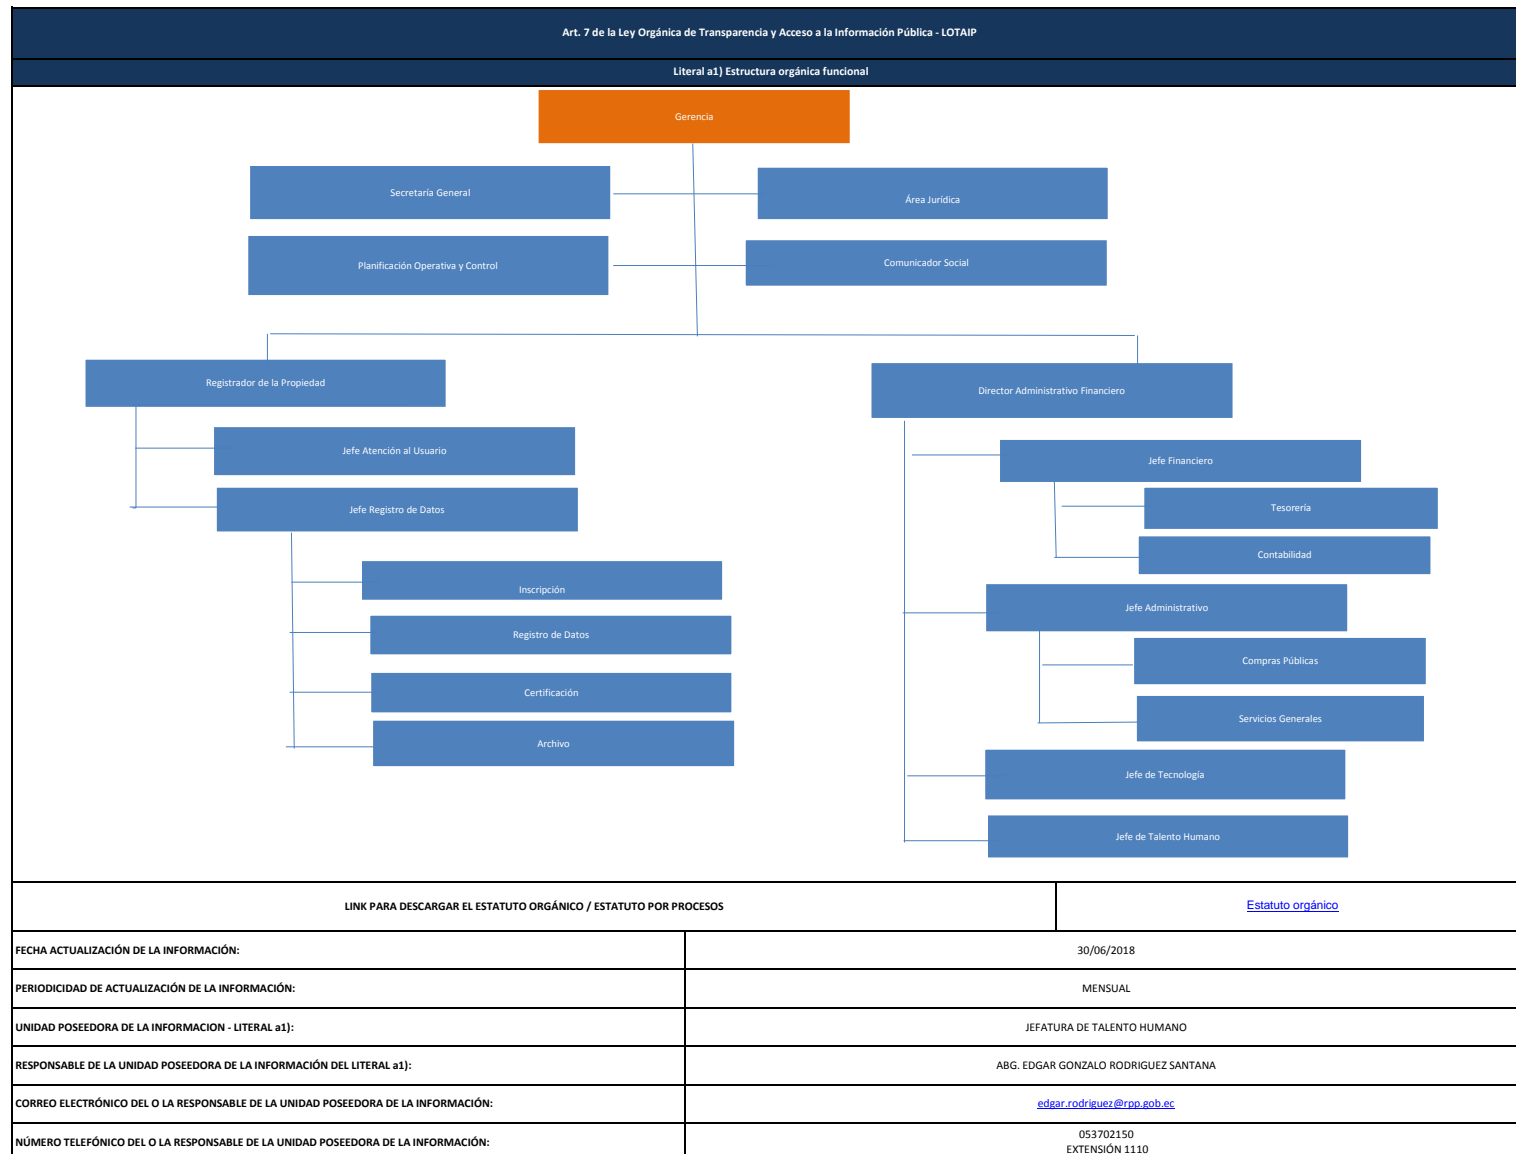 Art. 7 de la Ley Orgánica de Transparencia y Acceso a la Información Pública - LOTAIP
Literal a1) Estructura orgánica funcional
Gerencia
Secretaría General
Área Jurídica
Planificación Operativa y Control
Comunicador Social
Registrador de la Propiedad
Director Administrativo Financiero
Jefe Atención al Usuario
Jefe Registro de Datos
Inscripción
Registro de Datos
Certificación
Archivo
Jefe Financiero
Tesorería
Contabilidad
Jefe Administrativo
Compras Públicas
Servicios Generales
Jefe de Tecnología
Jefe de Talento Humano
LINK PARA DESCARGAR EL ESTATUTO ORGÁNICO / ESTATUTO POR PROCESOS
Estatuto orgánico
FECHA ACTUALIZACIÓN DE LA INFORMACIÓN:
30/06/2018
PERIODICIDAD DE ACTUALIZACIÓN DE LA INFORMACIÓN:
MENSUAL
UNIDAD POSEEDORA DE LA INFORMACION - LITERAL a1):
JEFATURA DE TALENTO HUMANO
RESPONSABLE DE LA UNIDAD POSEEDORA DE LA INFORMACIÓN DEL LITERAL a1):
ABG. EDGAR GONZALO RODRIGUEZ SANTANA
CORREO ELECTRÓNICO DEL O LA RESPONSABLE DE LA UNIDAD POSEEDORA DE LA INFORMACIÓN:
edgar.rodriguez@rpp.gob.ec
NÚMERO TELEFÓNICO DEL O LA RESPONSABLE DE LA UNIDAD POSEEDORA DE LA INFORMACIÓN:
053702150
EXTENSIÓN 1110